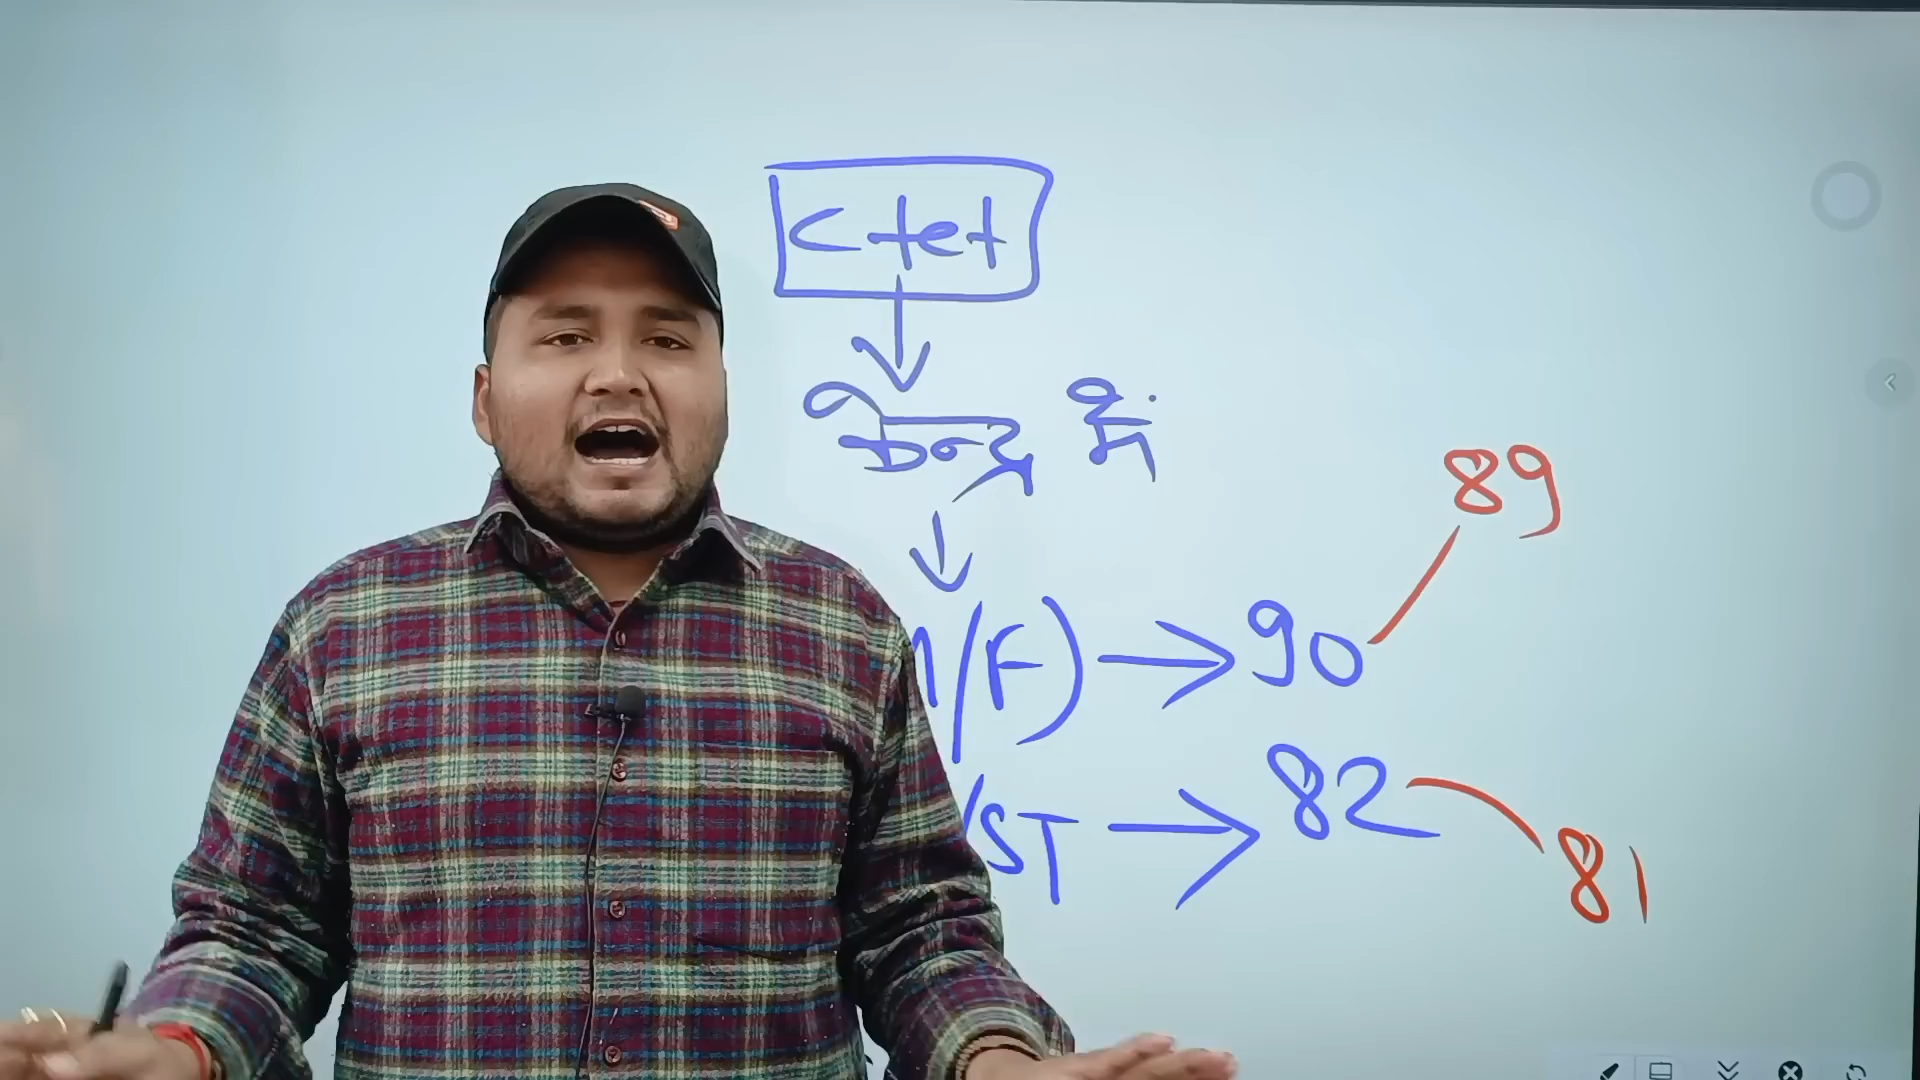 Ctet
केन्द्र में
/F) → 90 89
/ST → 82 81